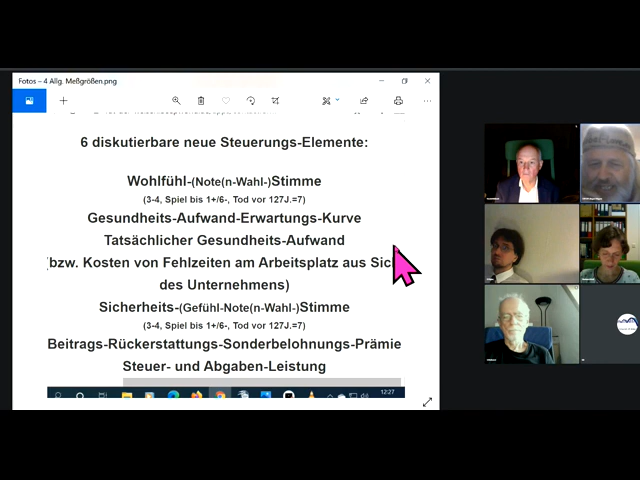 Fotos – 4 Allg. Meßgrößen.png
6 diskutierbare neue Steuerungs-Elemente:
Wohlfühl-(Note(n-Wahl-)Stimme
(3-4, Spiel bis 1+/6-, Tod vor 127J.=7)
Gesundheits-Aufwand-Erwartungs-Kurve
Tatsächlicher Gesundheits-Aufwand
bzw. Kosten von Fehlzeiten am Arbeitsplatz aus
des Unternehmens)
Sicherheits-(Gefühl-Note(n-Wahl-)Stimme
(3-4, Spiel bis 1+/6-, Tod vor 127J.=7)
Beitrags-Rückerstattungs-Sonderbelohnungs-Prämie
Steuer- und Abgaben-Leistung
12:27